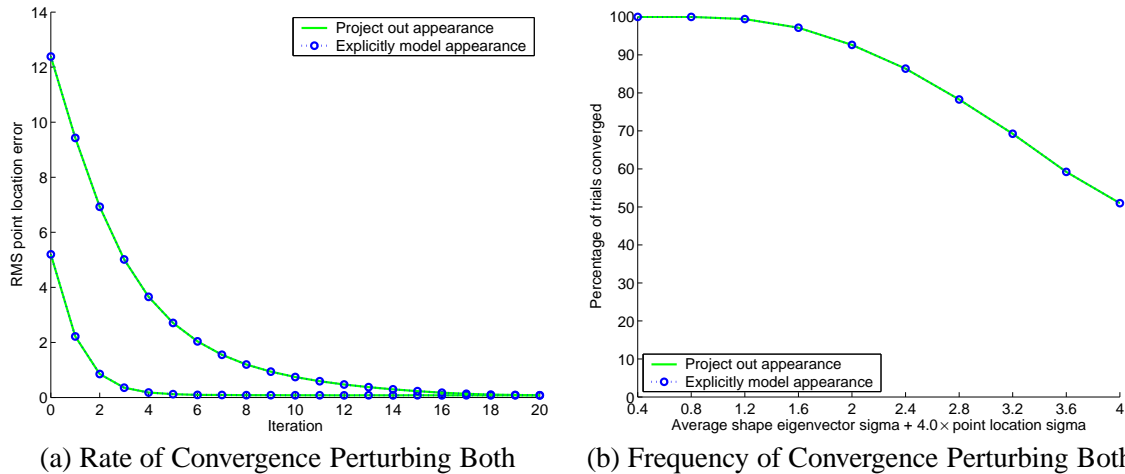 14
12
10
8
6
4
2
0
RMS point location error
Project out appearance
Explicitly model appearance
0 2 4 6 8 10 12 14 16 18 20
Iteration
(a) Rate of Convergence Perturbing Both
100
90
80
70
60
50
40
30
20
10
0
Percentage of trials converged
Project out appearance
Explicitly model appearance
0.4 0.8 1.2 1.6 2 2.4 2.8 3.2 3.6 4
Average shape eigenvector sigma + 4.0× point location sigma
(b) Frequency of Convergence Perturbing Both